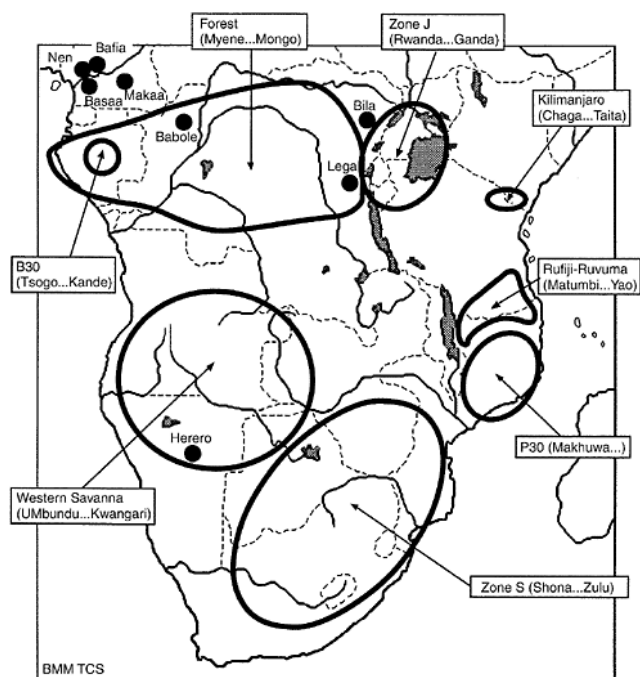 Forest
(Myene...Mongo)
Zone J
(Rwanda...Ganda}
Bafia
Nen
Makaa
Basaa
Kilimanjaro
(Chaga...Taita)
Bila
Babole
Lega
B30
(Tsogo...Kande}
Rufiji-Ruvuma
(Matumbi...Yao)
P30 (Makhuwa...)
Herero
Western Savanna
(UMbundu...Kwangari)
Zone S (Shona...Zulu)
BMM TCS